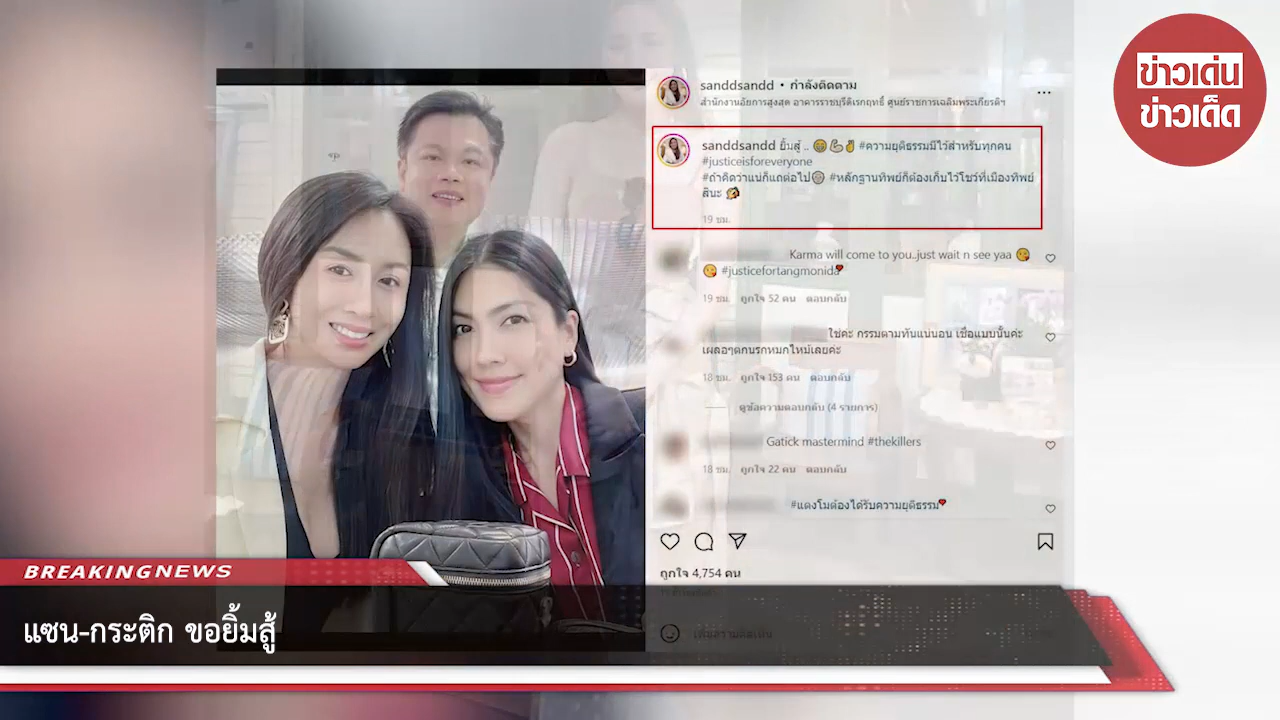 ข่าวเด่น
ข่าวเด็ด
sanddsandd • กำลังติดตาม
สำนักงานอัยการสูงสุด อาคารราชบุรีดิเรกฤทธิ์ ศูนย์ราชการเฉลิมพระเกียรติฯ
sanddsandd ยิ้มสู้ .. 😁💪✌ #ความยุติธรรมมีไว้สำหรับทุกคน
#justiceisforeveryone
#ถ้าคิดว่าแน่ก็แถต่อไป #หลักฐานทิพย์ก็ต้องเก็บไว้โชว์ที่เมืองทิพย์
สินะ
19 ชม.
Karma will come to you..just wait n see yaa 😘
😘 #justicefortangmonida❣
19 ชม. ถูกใจ 52 คน ตอบกลับ
ใช่ค่ะ กรรมตามทันแน่นอน เชื่อแบบนั้นค่ะ
เผลอๆตกนรกหมกไหม้เลยค่ะ
18 ชม. ถูกใจ 153 คน ตอบกลับ
ดูข้อความตอบกลับ (4 รายการ)
Gatick mastermind #thekillers
18 ชม. ถูกใจ 22 คน ตอบกลับ
#แตงโมต้องได้รับความยุติธรรม❣
ถูกใจ 4,754 คน
เพิ่มความคิดเห็น
BREAKING NEWS
แซน-กระติก ขอยิ้มสู้